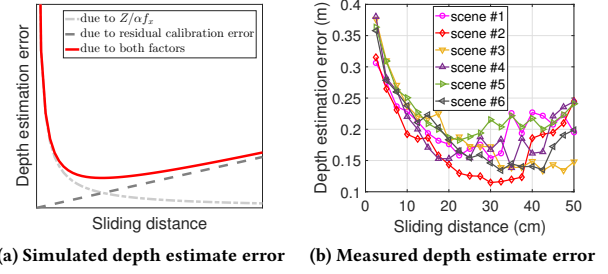 due to Z/αfₓ
due to residual calibration error
due to both factors
Depth estimation error
Sliding distance
(a) Simulated depth estimate error
Depth estimation error (m)
0.4
0.35
0.3
0.25
0.2
0.15
0.1
scene #1
scene #2
scene #3
scene #4
scene #5
scene #6
0 10 20 30 40 50
Sliding distance (cm)
(b) Measured depth estimate error